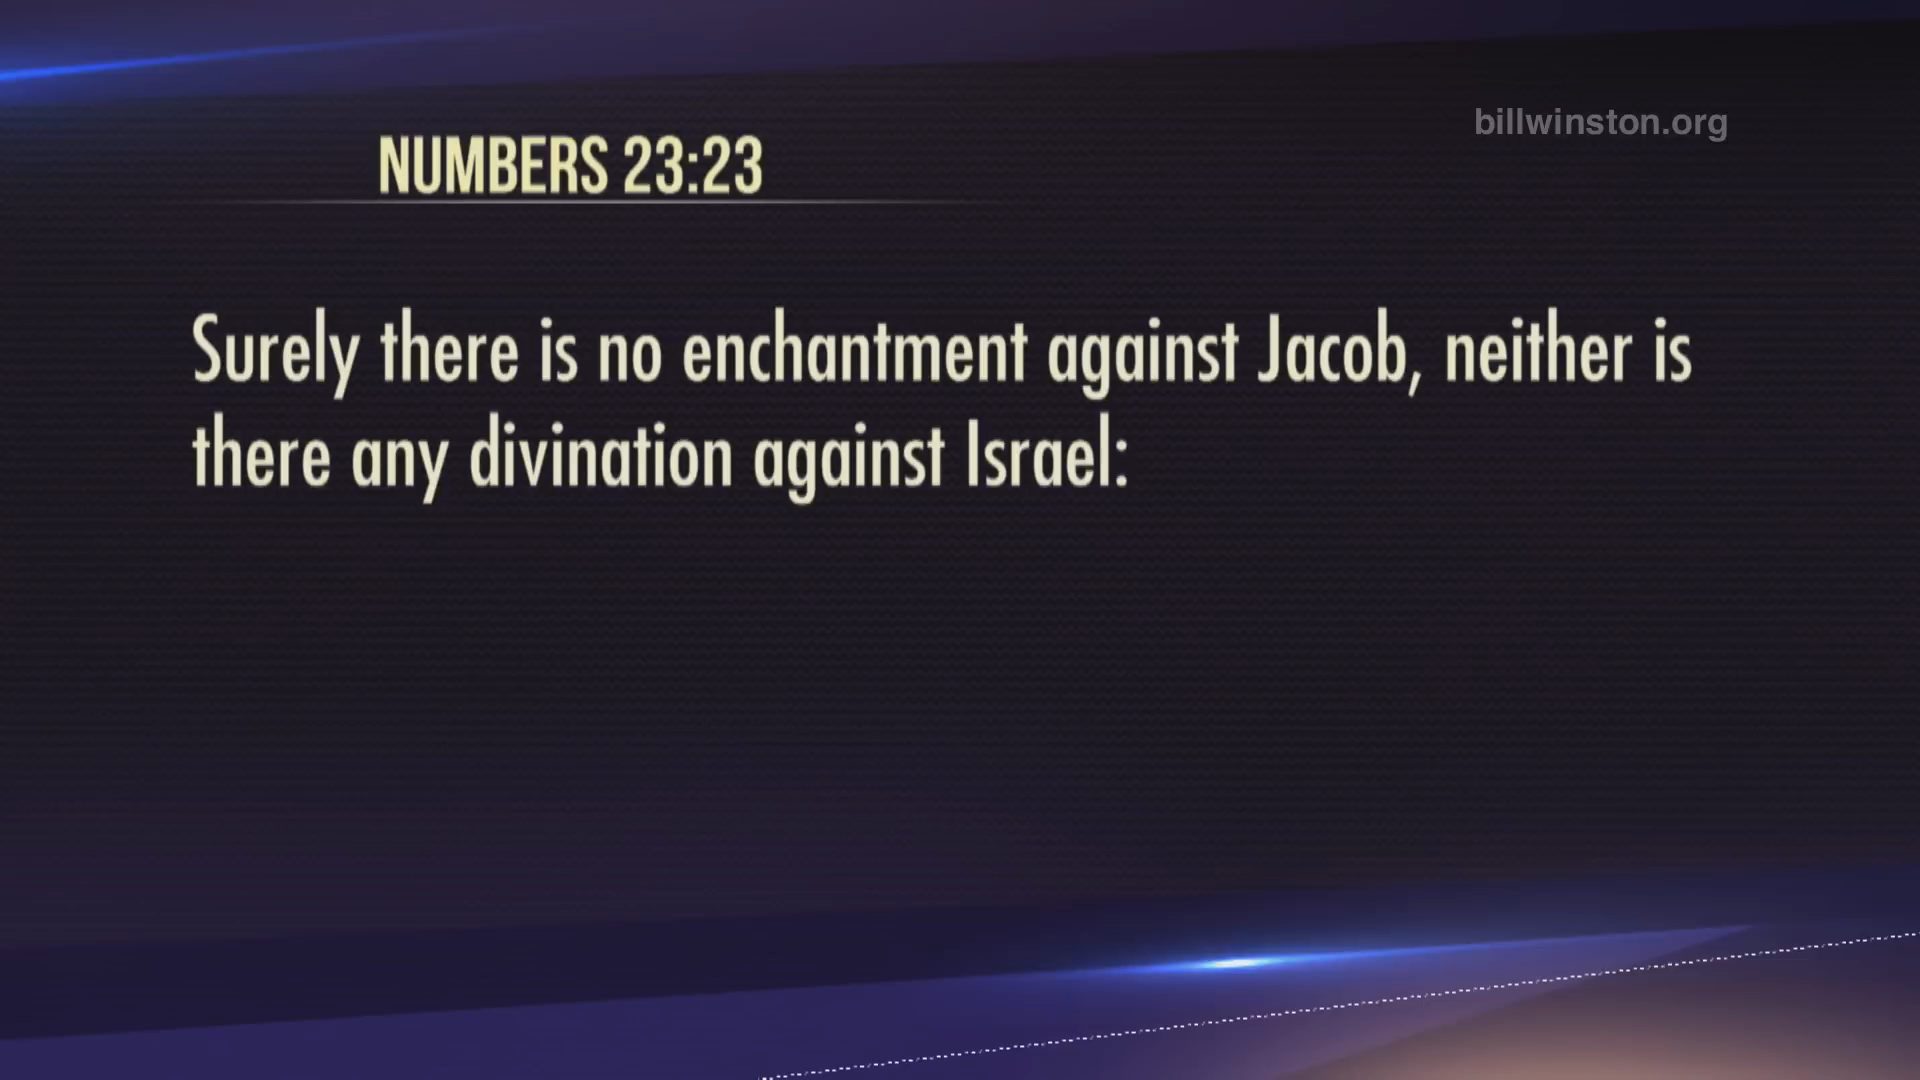 billwinston.org
NUMBERS 23:23
Surely there is no enchantment against Jacob, neither is
there any divination against Israel: